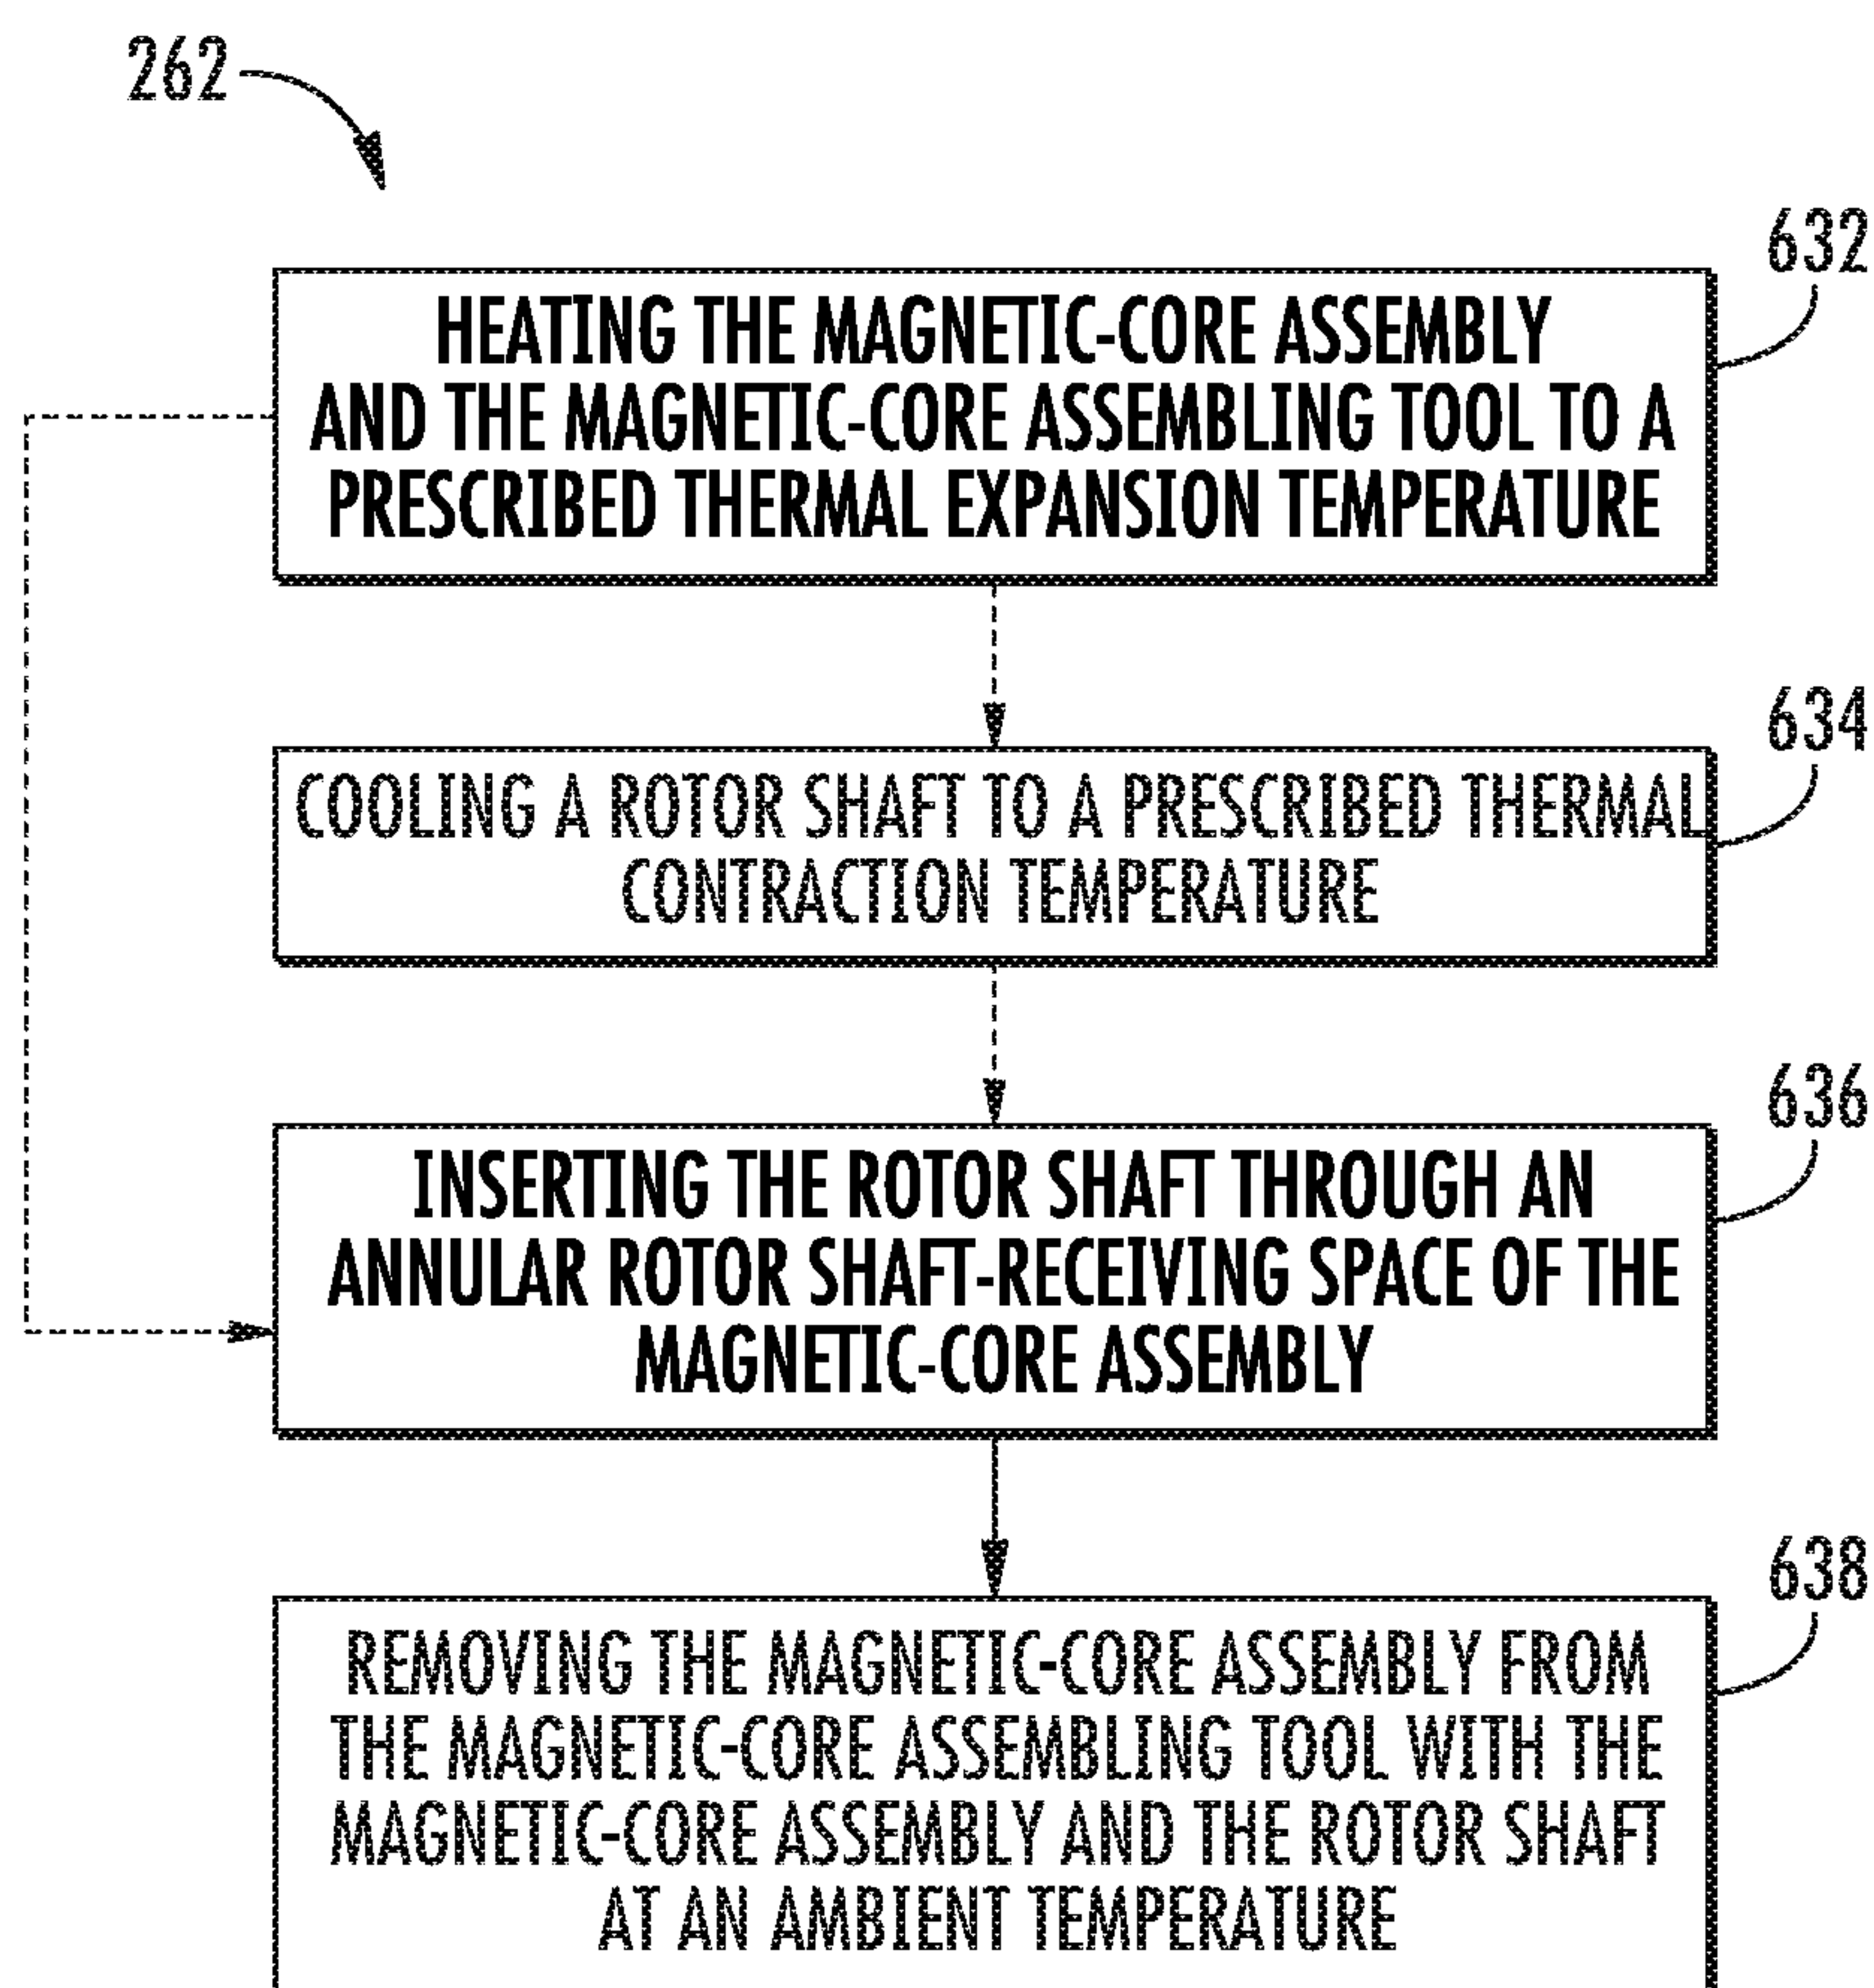 262
632
HEATING THE MAGNETIC-CORE ASSEMBLY
AND THE MAGNETIC-CORE ASSEMBLING TOOL TO A
PRESCRIBED THERMAL EXPANSION TEMPERATURE
634
COOLING A ROTOR SHAFT TO A PRESCRIBED THERMAL
CONTRACTION TEMPERATURE
636
INSERTING THE ROTOR SHAFT THROUGH AN
ANNULAR ROTOR SHAFT-RECEIVING SPACE OF THE
MAGNETIC-CORE ASSEMBLY
638
REMOVING THE MAGNETIC-CORE ASSEMBLY FROM
THE MAGNETIC-CORE ASSEMBLING TOOL WITH THE
MAGNETIC-CORE ASSEMBLY AND THE ROTOR SHAFT
AT AN AMBIENT TEMPERATURE